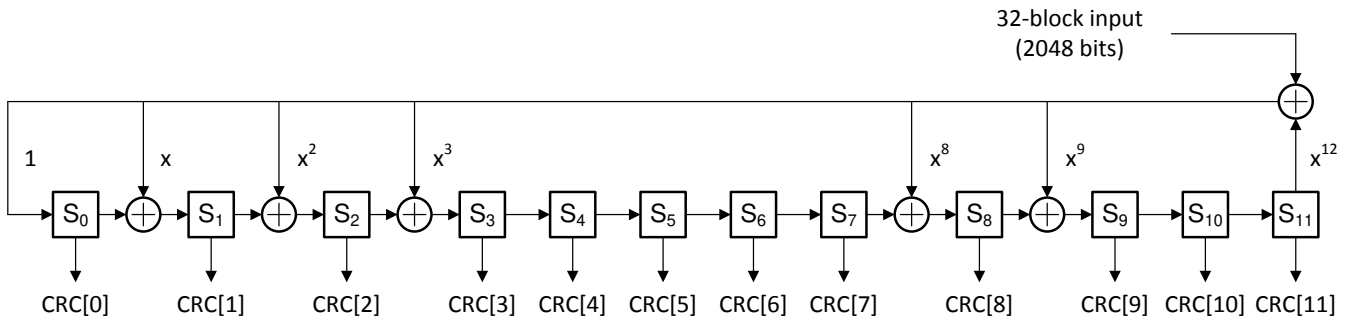 32-block input
(2048 bits)
1 x x² x³ x⁸ x⁹ x¹²
S₀ S₁ S₂ S₃ S₄ S₅ S₆ S₇ S₈ S₉ S₁₀ S₁₁
CRC[0] CRC[1] CRC[2] CRC[3] CRC[4] CRC[5] CRC[6] CRC[7] CRC[8] CRC[9] CRC[10] CRC[11]